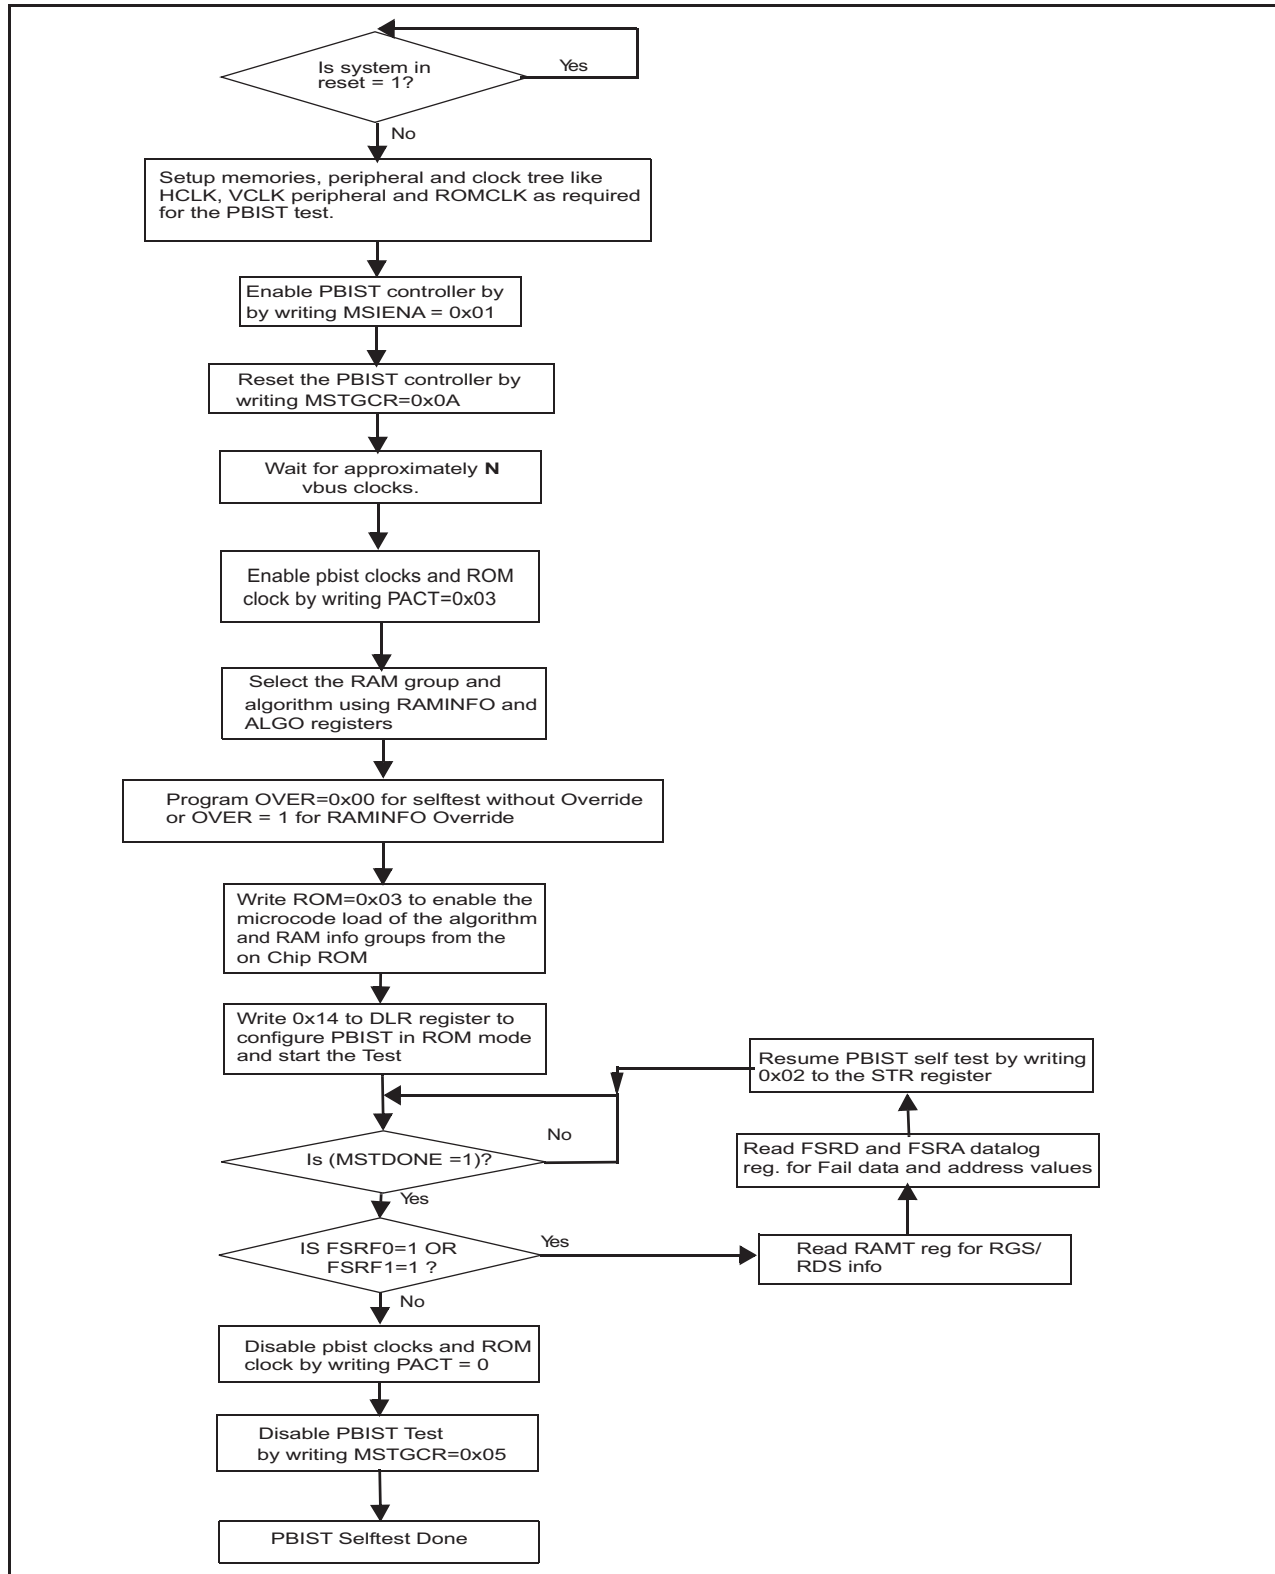 Is system in
reset = 1?
Yes
No
Setup memories, peripheral and clock tree like
HCLK, VCLK peripheral and ROMCLK as required
for the PBIST test.
Enable PBIST controller by
by writing MSIENA = 0x01
Reset the PBIST controller by
writing MSTGCR=0x0A
Wait for approximately N
vbus clocks.
Enable pbist clocks and ROM
clock by writing PACT=0x03
Select the RAM group and
algorithm using RAMINFO and
ALGO registers
Program OVER=0x00 for selftest without Override
or OVER = 1 for RAMINFO Override
Write ROM=0x03 to enable the
microcode load of the algorithm
and RAM info groups from the
on Chip ROM
Write 0x14 to DLR register to
configure PBIST in ROM mode
and start the Test
Resume PBIST self test by writing
0x02 to the STR register
Is (MSTDONE =1)?
No
Yes
Read FSRD and FSRA datalog
reg. for Fail data and address values
IS FSRF0=1 OR
FSRF1=1 ?
Yes
No
Read RAMT reg for RGS/
RDS info
Disable pbist clocks and ROM
clock by writing PACT = 0
Disable PBIST Test
by writing MSTGCR=0x05
PBIST Selftest Done